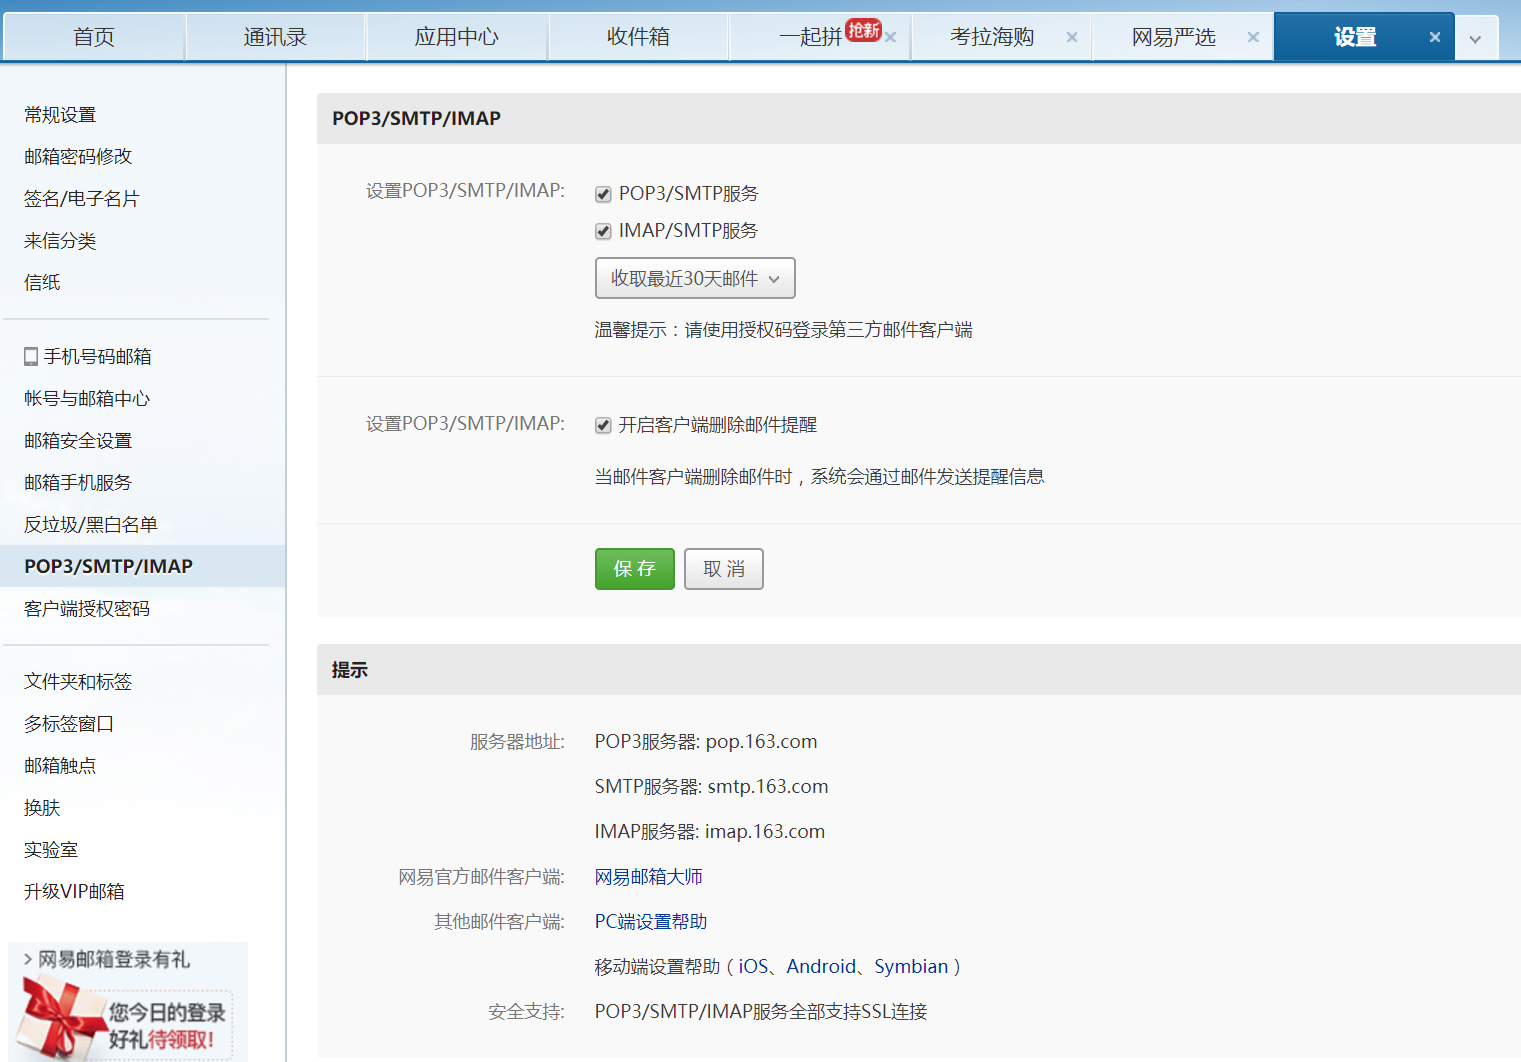 首页
通讯录
应用中心
收件箱
一起拼
抢新
考拉海购
网易严选
设置
常规设置
邮箱密码修改
签名/电子名片
来信分类
信纸
手机号码邮箱
帐号与邮箱中心
邮箱安全设置
邮箱手机服务
反垃圾/黑白名单
POP3/SMTP/IMAP
客户端授权密码
文件夹和标签
多标签窗口
邮箱触点
换肤
实验室
升级VIP邮箱
> 网易邮箱登录有礼
您今日的登录
好礼待领取!
POP3/SMTP/IMAP
设置POP3/SMTP/IMAP:
POP3/SMTP服务
IMAP/SMTP服务
收取最近30天邮件
温馨提示：请使用授权码登录第三方邮件客户端
设置POP3/SMTP/IMAP:
开启客户端删除邮件提醒
当邮件客户端删除邮件时，系统会通过邮件发送提醒信息
保 存
取 消
提示
服务器地址:
POP3服务器: pop.163.com
SMTP服务器: smtp.163.com
IMAP服务器: imap.163.com
网易官方邮件客户端:
网易邮箱大师
其他邮件客户端:
PC端设置帮助
移动端设置帮助（iOS、Android、Symbian）
安全支持:
POP3/SMTP/IMAP服务全部支持SSL连接